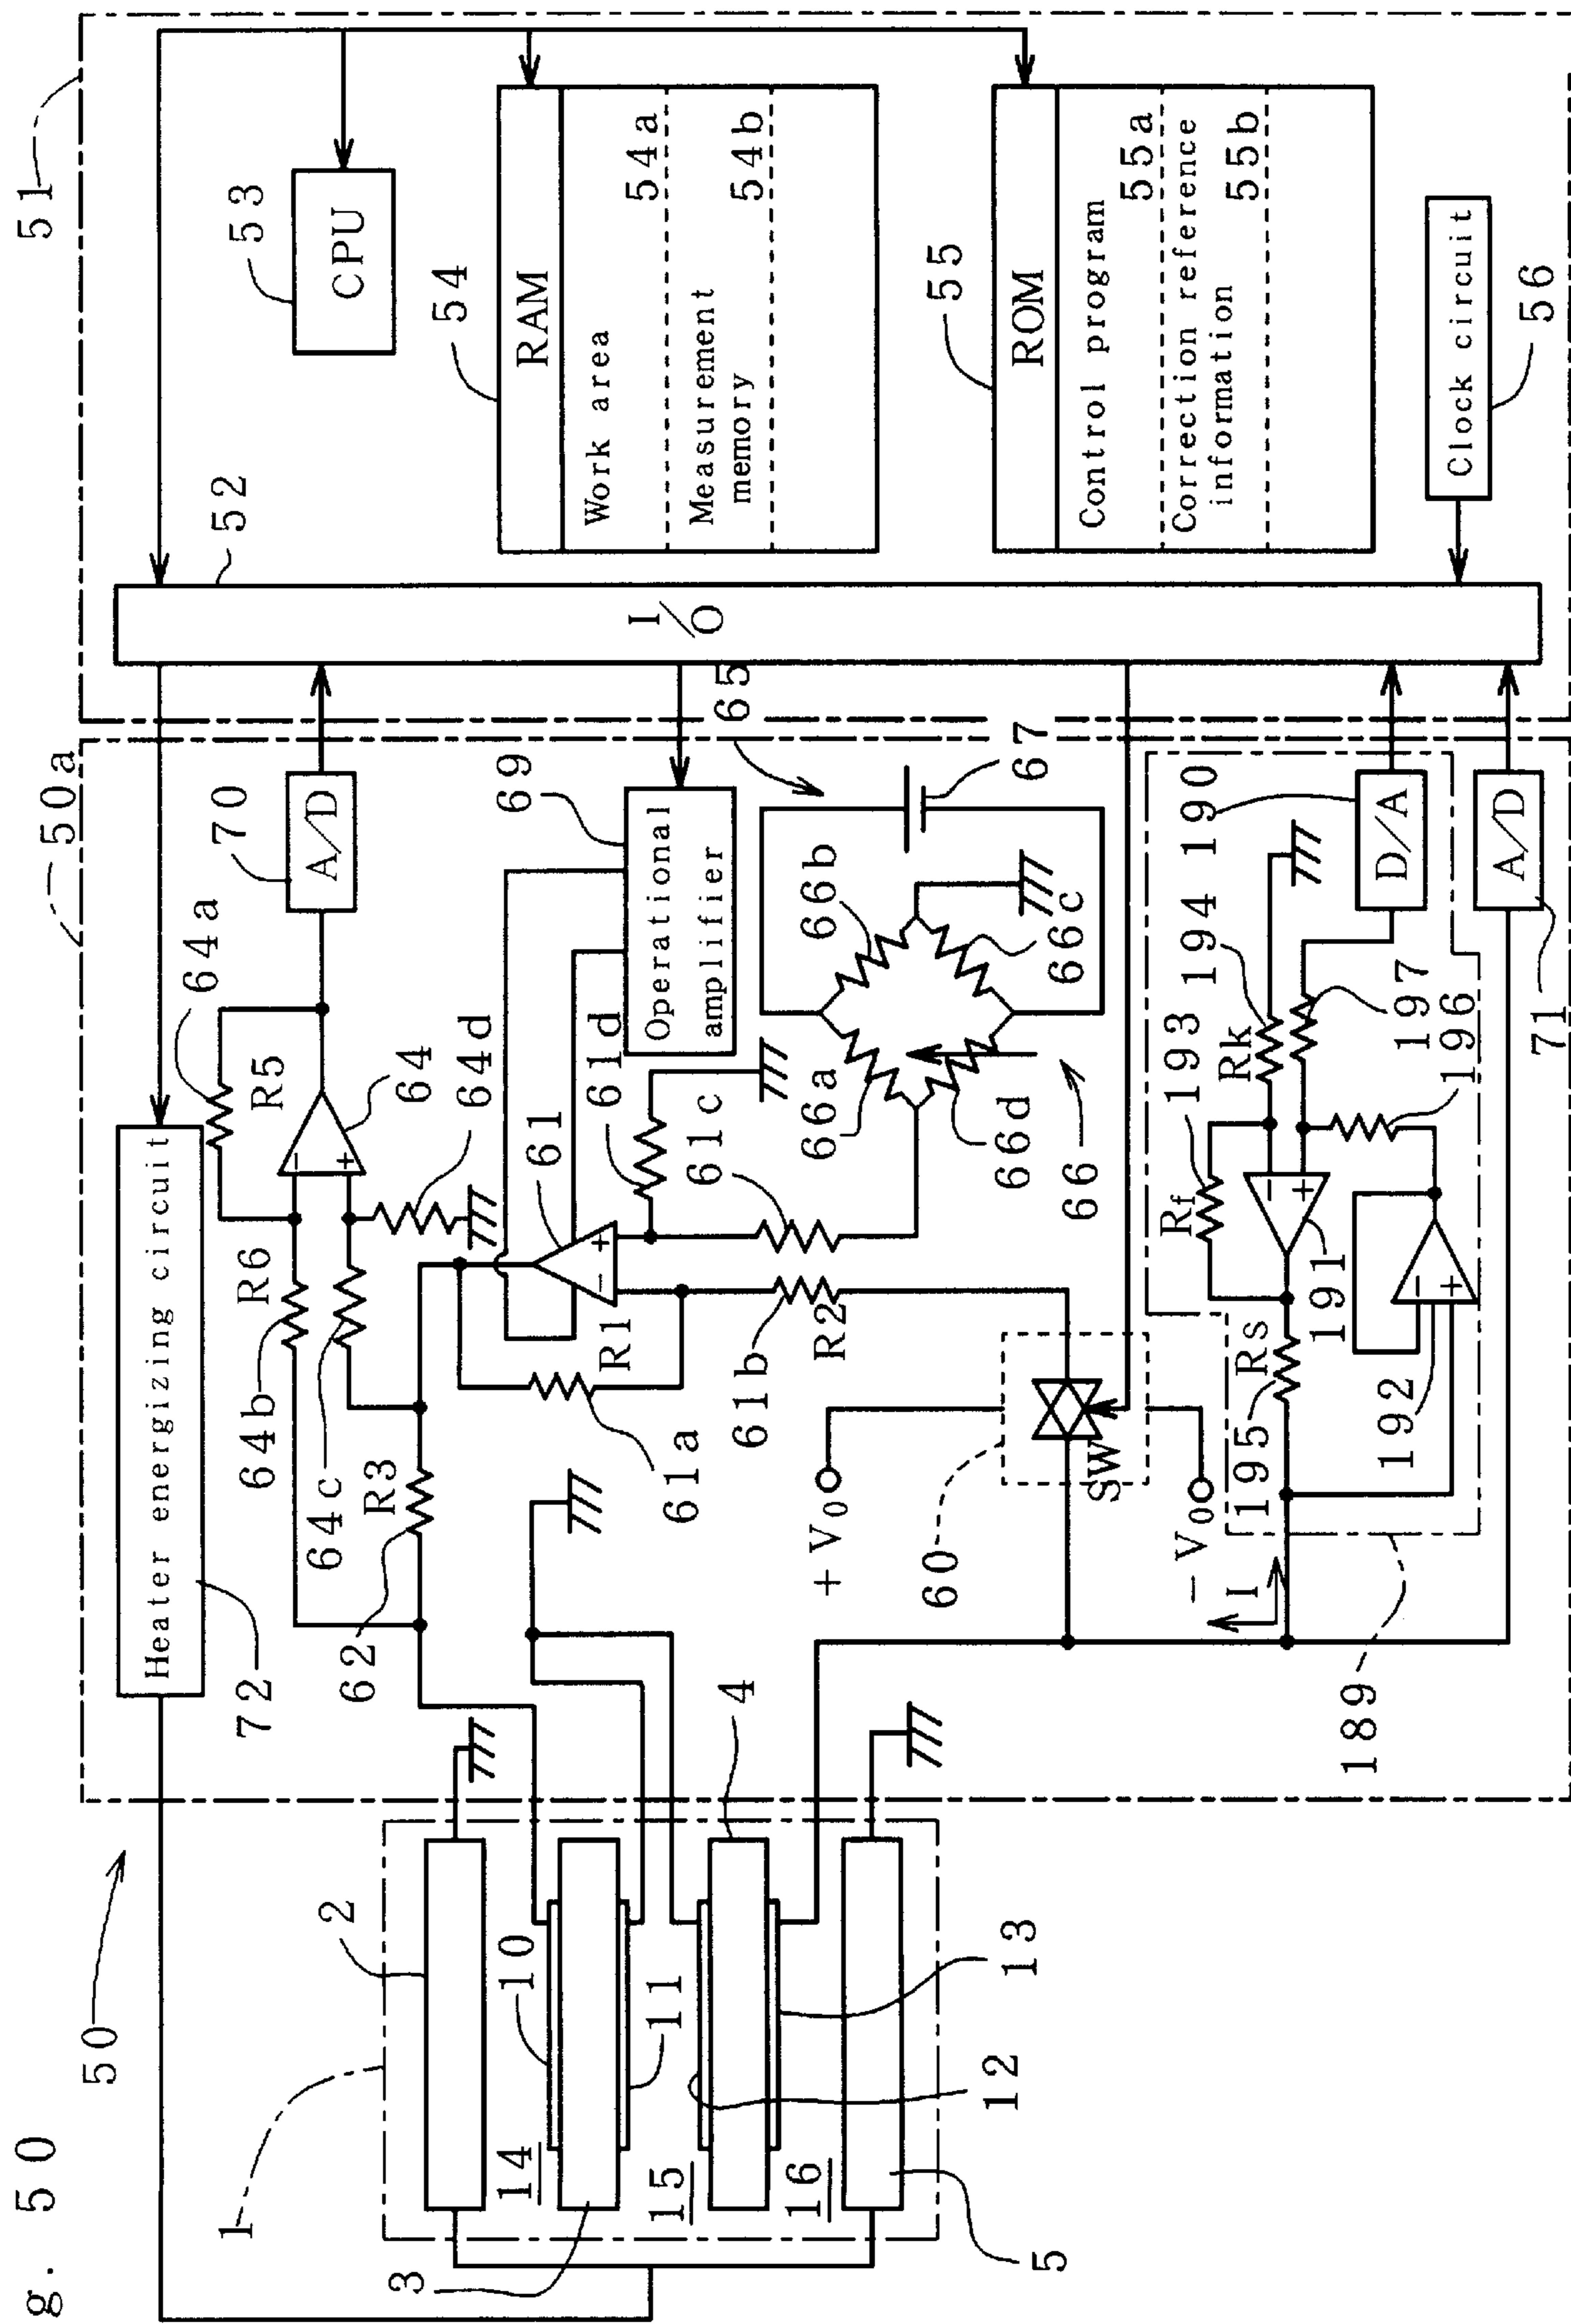 g. 50
50
50a
51
52
53
CPU
54
RAM
Work area
54a
Measurement
memory
54b
55
ROM
Control program
55a
Correction reference
information
55b
Clock circuit
56
I/O
Heater energizing circuit
72
70
A/D
64a
R5
64
-
+
64b
R6
64c
64d
R3
62
61
-
+
R1
61a
61b
R2
61c
61d
69
Operational
amplifier
65
66
66a
66b
66c
66d
67
+V0
60
SW
-V0
I
189
190
D/A
191
-
+
192
-
+
193
Rf
194
Rk
195
Rs
196
197
A/D
71
1
2
3
4
5
10
11
12
13
14
15
16